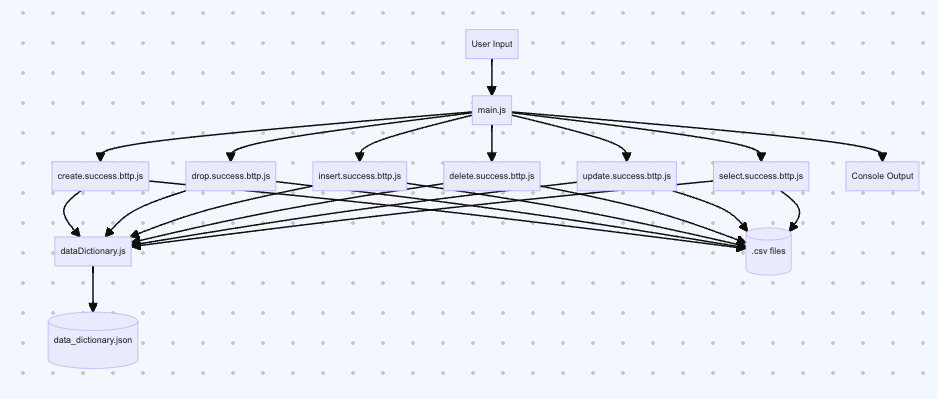 User Input
main.js
create.success.bttp.js
drop.success.bttp.js
insert.success.bttp.js
delete.success.bttp.js
update.success.bttp.js
select.success.bttp.js
Console Output
dataDictionary.js
.csv files
data_dictionary.json